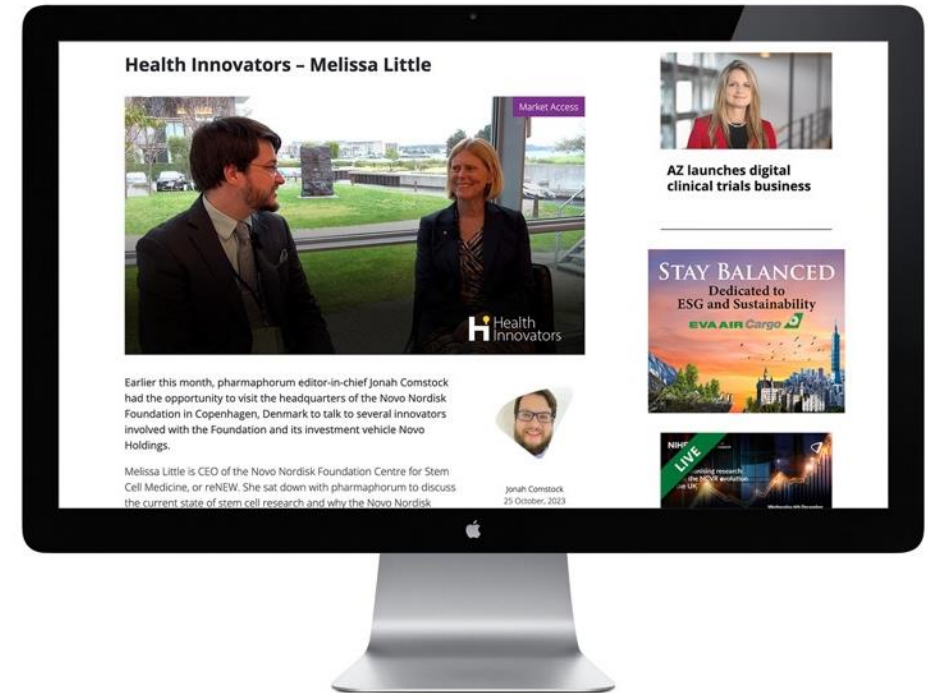 Health Innovators – Melissa Little
Market Access
Health
Innovators
Earlier this month, pharmaphorum editor-in-chief Jonah Comstock
had the opportunity to visit the headquarters of the Novo Nordisk
Foundation in Copenhagen, Denmark to talk to several innovators
involved with the Foundation and its investment vehicle Novo
Holdings.
Melissa Little is CEO of the Novo Nordisk Foundation Centre for Stem
Cell Medicine, or reNEW. She sat down with pharmaphorum to discuss
the current state of stem cell research and why the Novo Nordisk
Jonah Comstock
25 October, 2023
AZ launches digital
clinical trials business
STAY BALANCED
Dedicated to
ESG and Sustainability
EVA AIR Cargo
LIVE
research
the NCVR evolution
UK